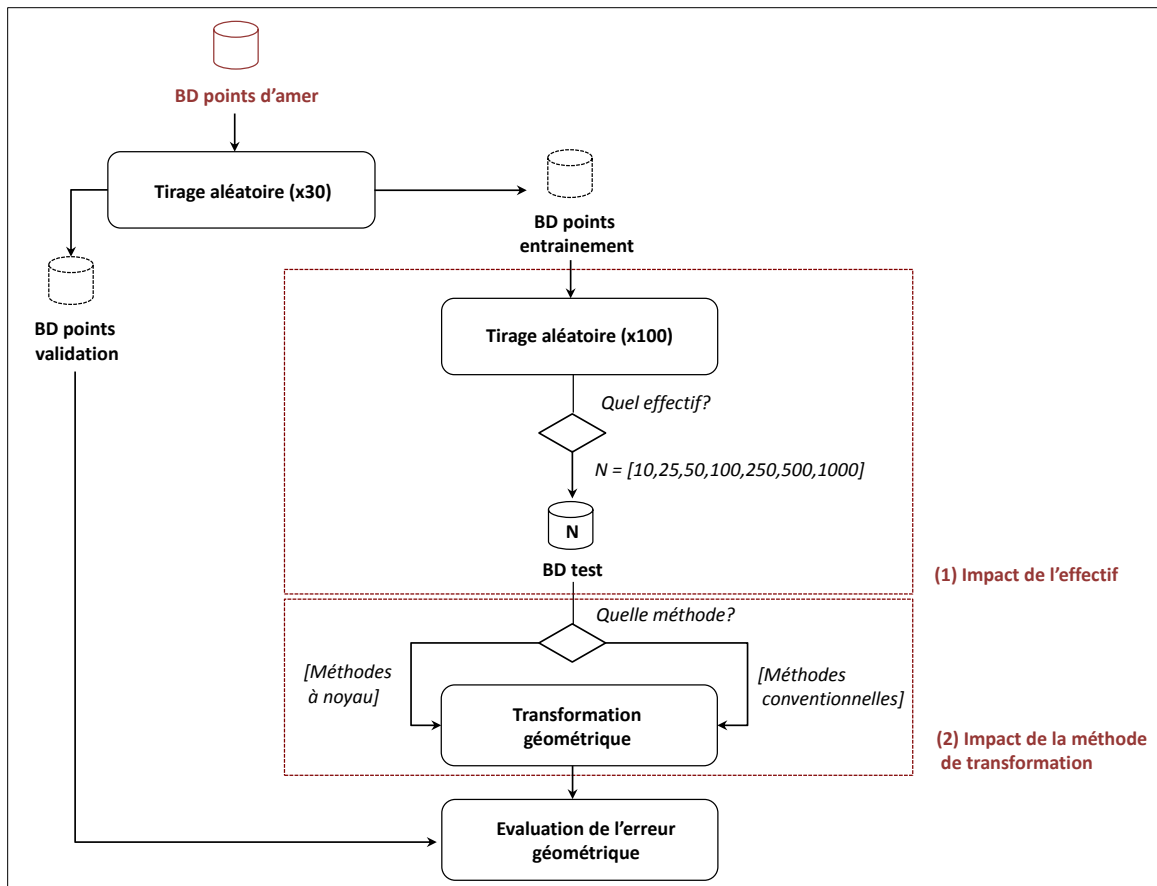 BD points d'amer
Tirage aléatoire (x30)
BD points
entrainement
BD points
validation
Tirage aléatoire (x100)
Quel effectif?
N = [10,25,50,100,250,500,1000]
N
BD test
(1) Impact de l'effectif
Quelle méthode?
[Méthodes
à noyau]
[Méthodes
conventionnelles]
Transformation
géométrique
(2) Impact de la méthode
de transformation
Evaluation de l'erreur
géométrique